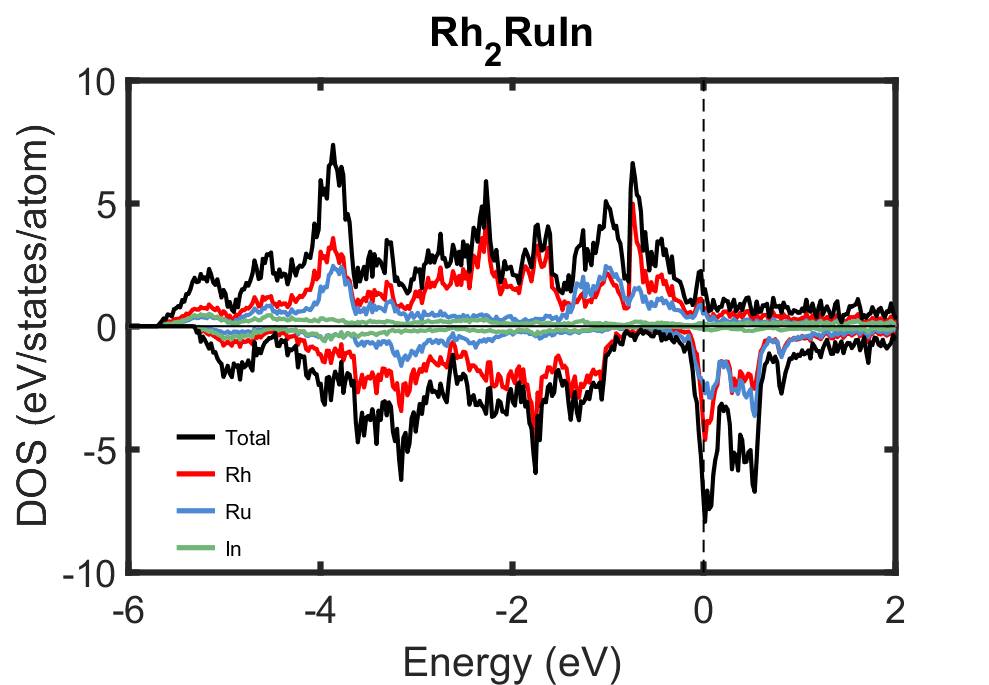 Rh₂RuIn
DOS (eV/states/atom)
10
5
0
0
-5
-10
Total
Rh
Ru
In
-6 -4 -2 0 2
Energy (eV)